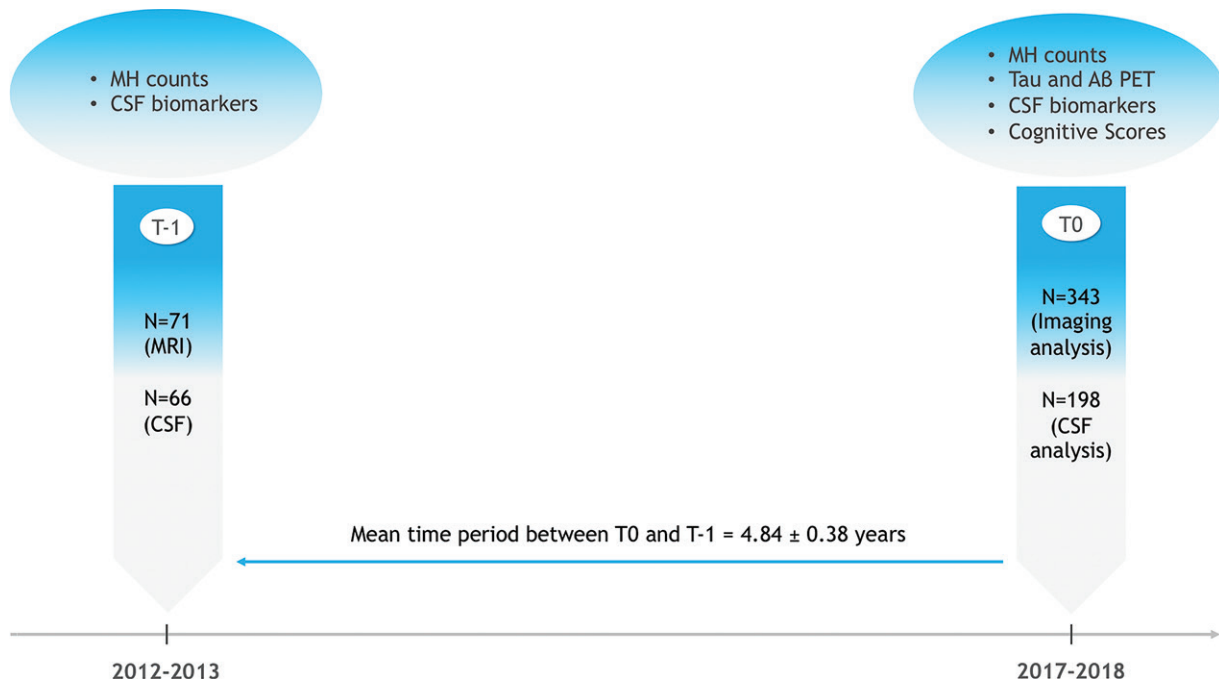 • MH counts
• CSF biomarkers
T-1
N=71
(MRI)
N=66
(CSF)
• MH counts
• Tau and Aß PET
• CSF biomarkers
• Cognitive Scores
T0
N=343
(Imaging
analysis)
N=198
(CSF
analysis)
Mean time period between T0 and T-1 = 4.84 ± 0.38 years
2012-2013
2017-2018